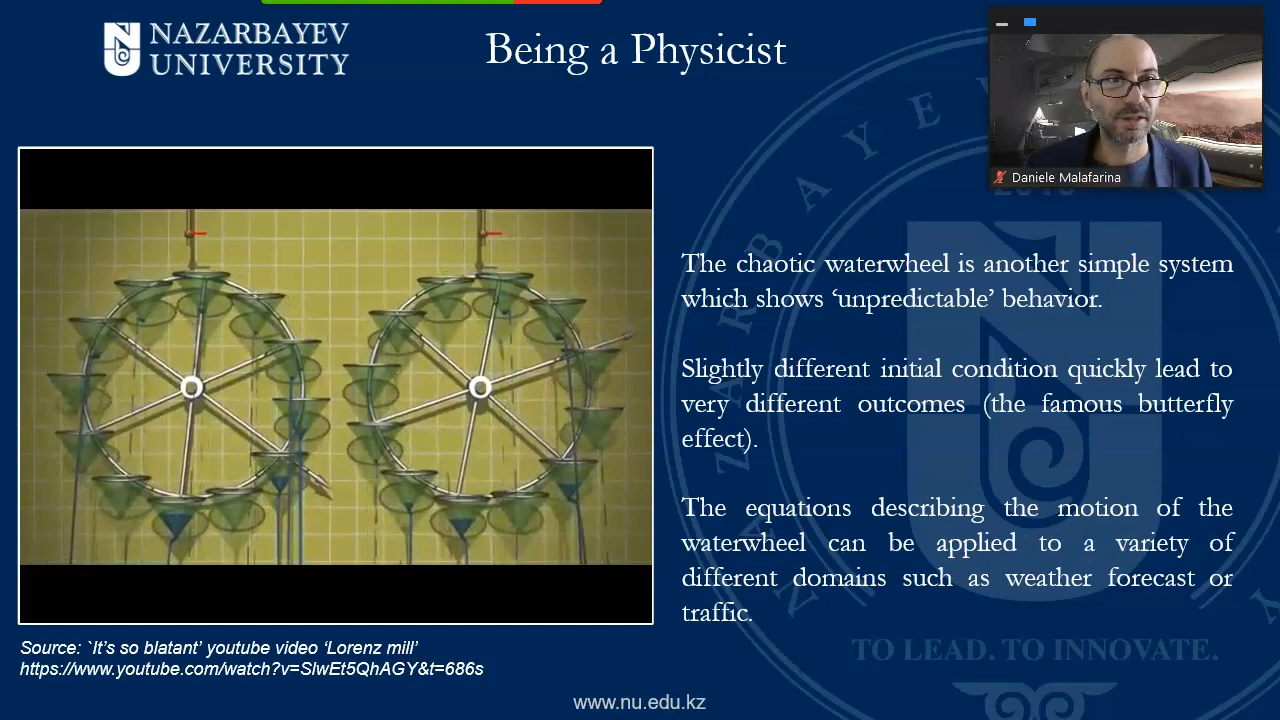 NAZARBAYEV
UNIVERSITY
Being a Physicist
Daniele Malafarina
The chaotic waterwheel is another simple system
which shows ‘unpredictable’ behavior.
Slightly different initial condition quickly lead to
very different outcomes (the famous butterfly
effect).
The equations describing the motion of the
waterwheel can be applied to a variety of
different domains such as weather forecast or
traffic.
Source: `It’s so blatant’ youtube video ‘Lorenz mill’
https://www.youtube.com/watch?v=SlwEt5QhAGY&t=686s
TO LEAD. TO INNOVATE.
www.nu.edu.kz